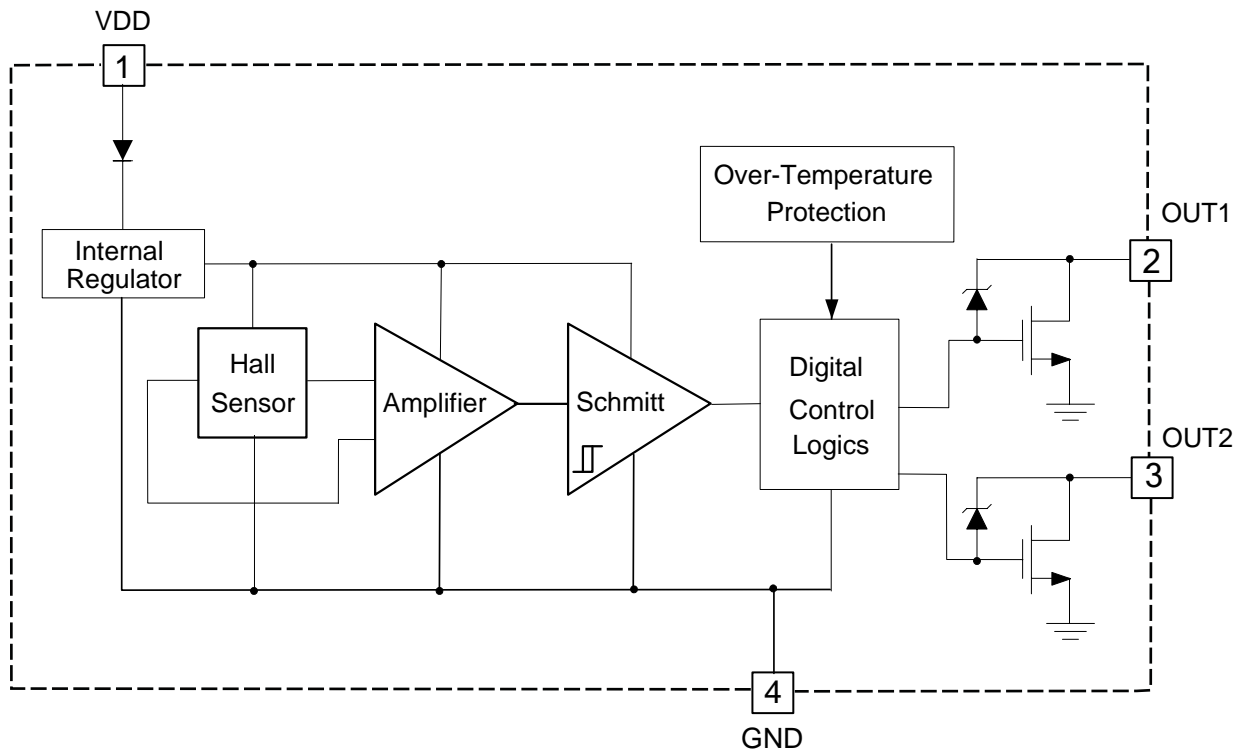 VDD
1
Over-Temperature
Protection
OUT1
2
Internal
Regulator
Hall
Sensor
Amplifier
Schmitt
Digital
Control
Logics
OUT2
3
4
GND